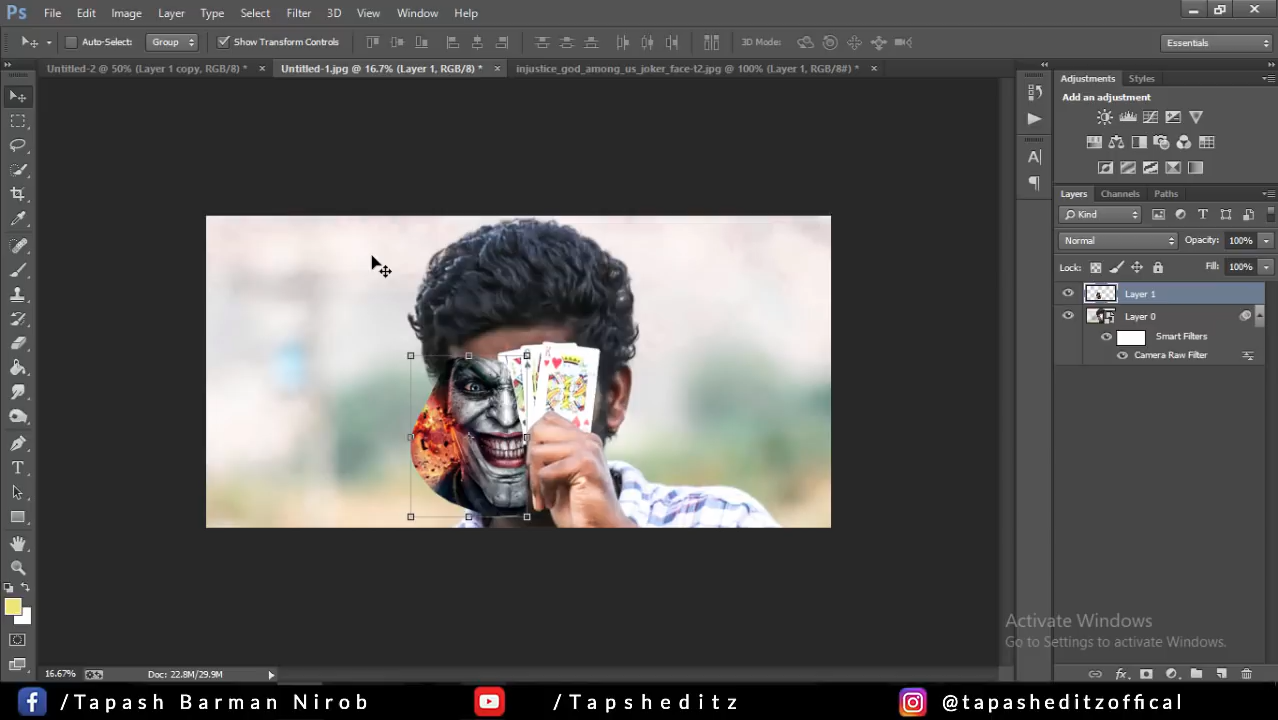 Ps File Edit Image Layer Type Select Filter 3D View Window Help
Auto-Select: Group Show Transform Controls 3D Mode: Essentials
Untitled-2 @ 50% (Layer 1 copy, RGB/8) * × Untitled-1.jpg @ 16.7% (Layer 1, RGB/8) * × injustice_god_among_us_joker_face-t2.jpg @ 100% (Layer 1, RGB/8#) * ×
Adjustments Styles
Add an adjustment
Layers Channels Paths
Kind
Normal Opacity: 100%
Lock: Fill: 100%
Layer 1
Layer 0
Smart Filters
Camera Raw Filter
Activate Windows
Go to Settings to activate Windows.
16.67% Doc: 22.8M/29.9M
/Tapash Barman Nirob /Tapsheditz @tapasheditzoffical